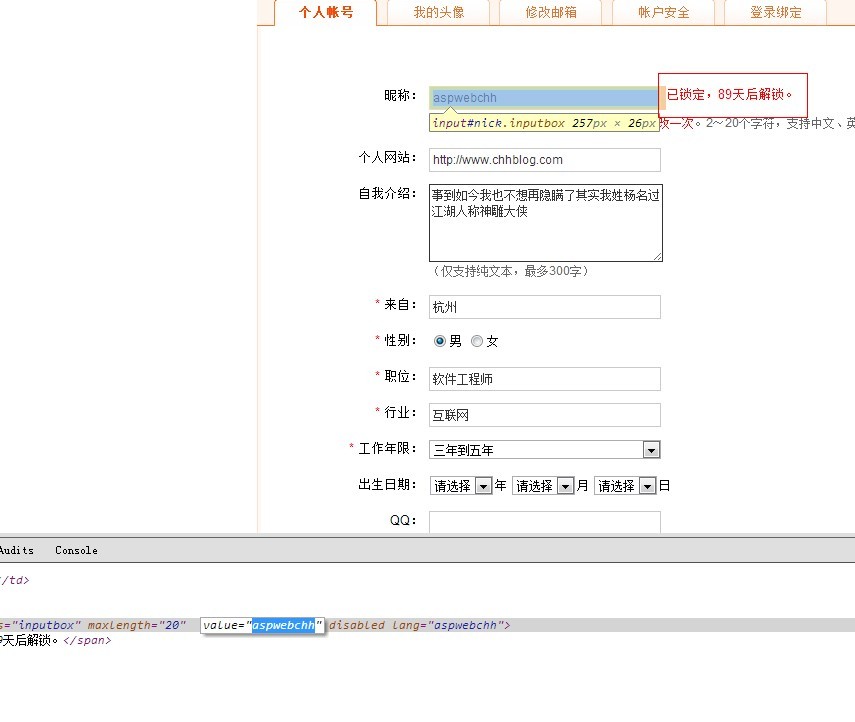 个人帐号 我的头像 修改邮箱 帐户安全 登录绑定
昵称： aspwebchh 已锁定，89天后解锁。
input#nick.inputbox 257px × 26px 改一次。2～20个字符，支持中文、英
个人网站： http://www.chhblog.com
自我介绍： 事到如今我也不想再隐瞒了其实我姓杨名过
江湖人称神雕大侠
（仅支持纯文本，最多300字）
* 来自： 杭州
* 性别： 男 女
* 职位： 软件工程师
* 行业： 互联网
* 工作年限： 三年到五年
出生日期： 请选择 年 请选择 月 请选择 日
QQ：
Audits Console
/td>
s="inputbox" maxlength="20" value="aspwebchh" disabled lang="aspwebchh">
9天后解锁。</span>